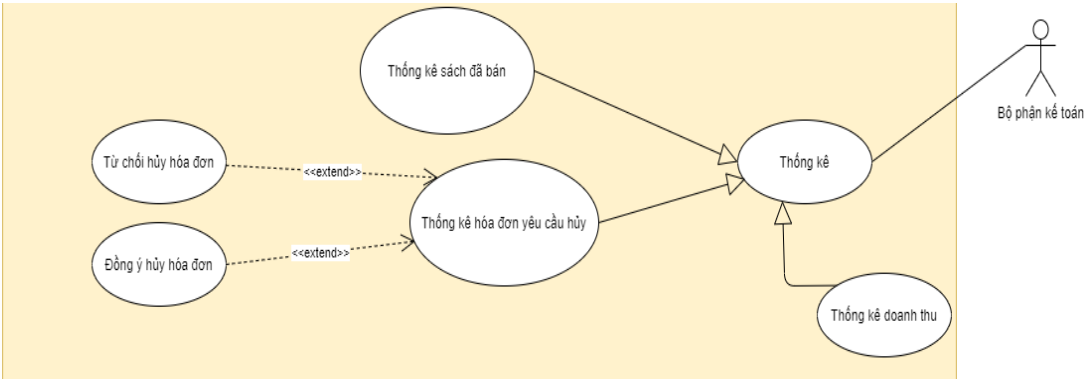 Thống kê sách đã bán
Bộ phận kế toán
Từ chối hủy hóa đơn
<<extend>>
Thống kê
Thống kê hóa đơn yêu cầu hủy
Đồng ý hủy hóa đơn
<<extend>>
Thống kê doanh thu